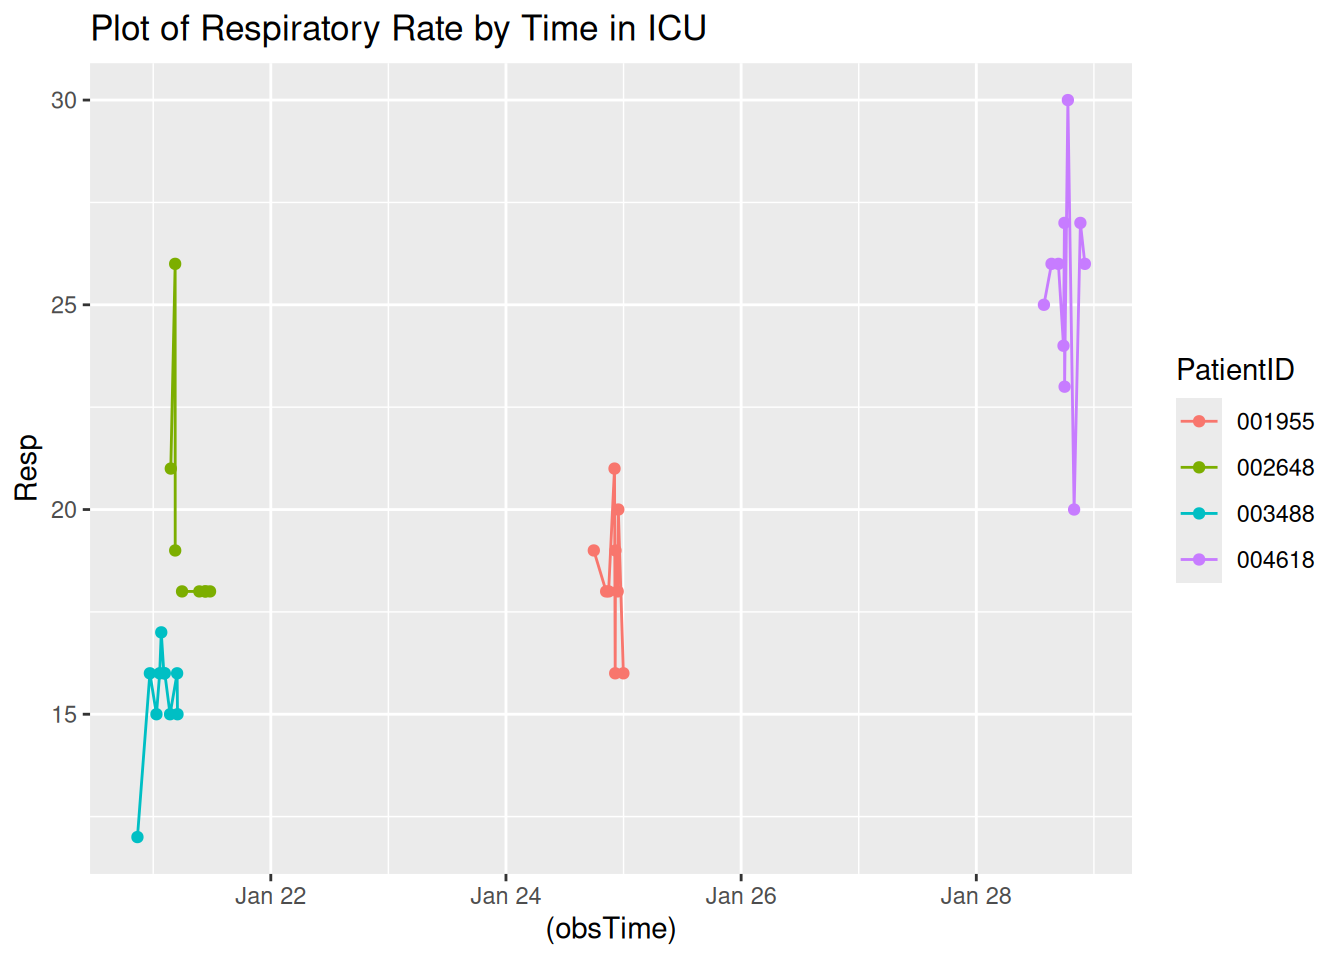 Plot of Respiratory Rate by Time in ICU
30
25
20
15
Resp
Jan 22
Jan 24
Jan 26
Jan 28
(obsTime)
PatientID
001955
002648
003488
004618